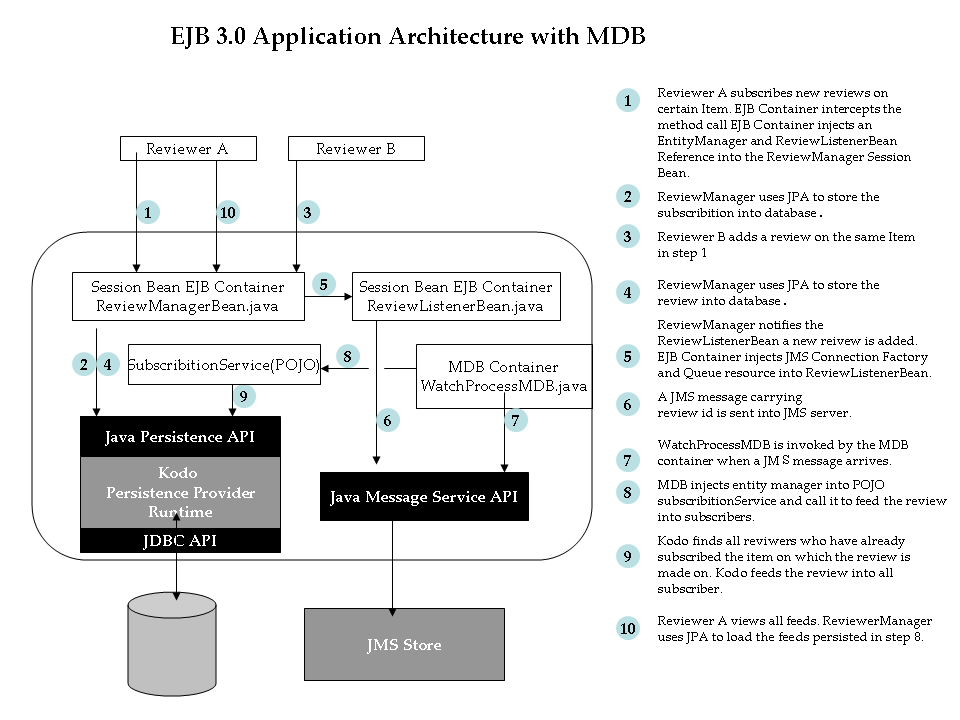 EJB 3.0 Application Architecture with MDB
Reviewer A
Reviewer B
1
10
3
Session Bean EJB Container
ReviewManagerBean.java
5
Session Bean EJB Container
ReviewListenerBean.java
2
4
SubscribitionService(POJO)
8
MDB Container
WatchProcessMDB.java
9
6
7
Java Persistence API
Kodo
Persistence Provider
Runtime
JDBC API
Java Message Service API
JMS Store
1
Reviewer A subscribes new reviews on
certain Item. EJB Container intercepts the
method call EJB Container injects an
EntityManager and ReviewListenerBean
Reference into the ReviewManager Session
Bean.
2
ReviewManager uses JPA to store the
subscribition into database.
3
Reviewer B adds a review on the same Item
in step 1
4
ReviewManager uses JPA to store the
review into database.
5
ReviewManager notifies the
ReviewListenerBean a new reivew is added.
EJB Container injects JMS Connection Factory
and Queue resource into ReviewListenerBean.
6
A JMS message carrying
review id is sent into JMS server.
7
WatchProcessMDB is invoked by the MDB
container when a JMS message arrives.
8
MDB injects entity manager into POJO
subscribitionService and call it to feed the review
into subscribers.
9
Kodo finds all reviwers who have already
subscribed the item on which the review is
made on. Kodo feeds the review into all
subscriber.
10
Reviewer A views all feeds. ReviewerManager
uses JPA to load the feeds persisted in step 8.